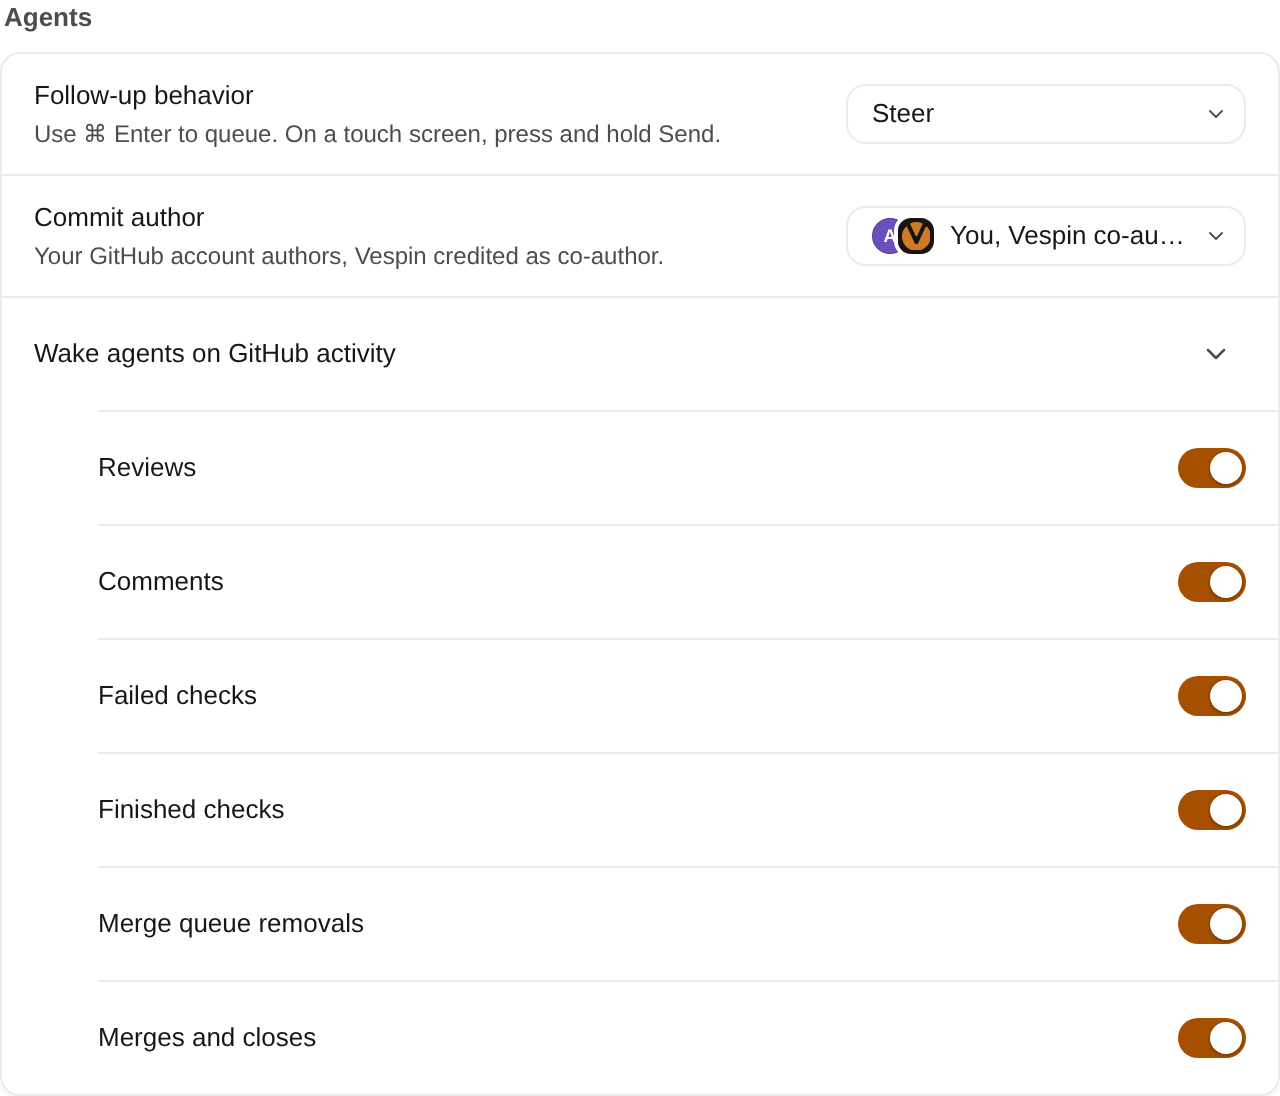 Agents
Follow-up behavior
Use ⌘ Enter to queue. On a touch screen, press and hold Send.
Steer
Commit author
Your GitHub account authors, Vespin credited as co-author.
A V You, Vespin co-au…
Wake agents on GitHub activity
Reviews
Comments
Failed checks
Finished checks
Merge queue removals
Merges and closes